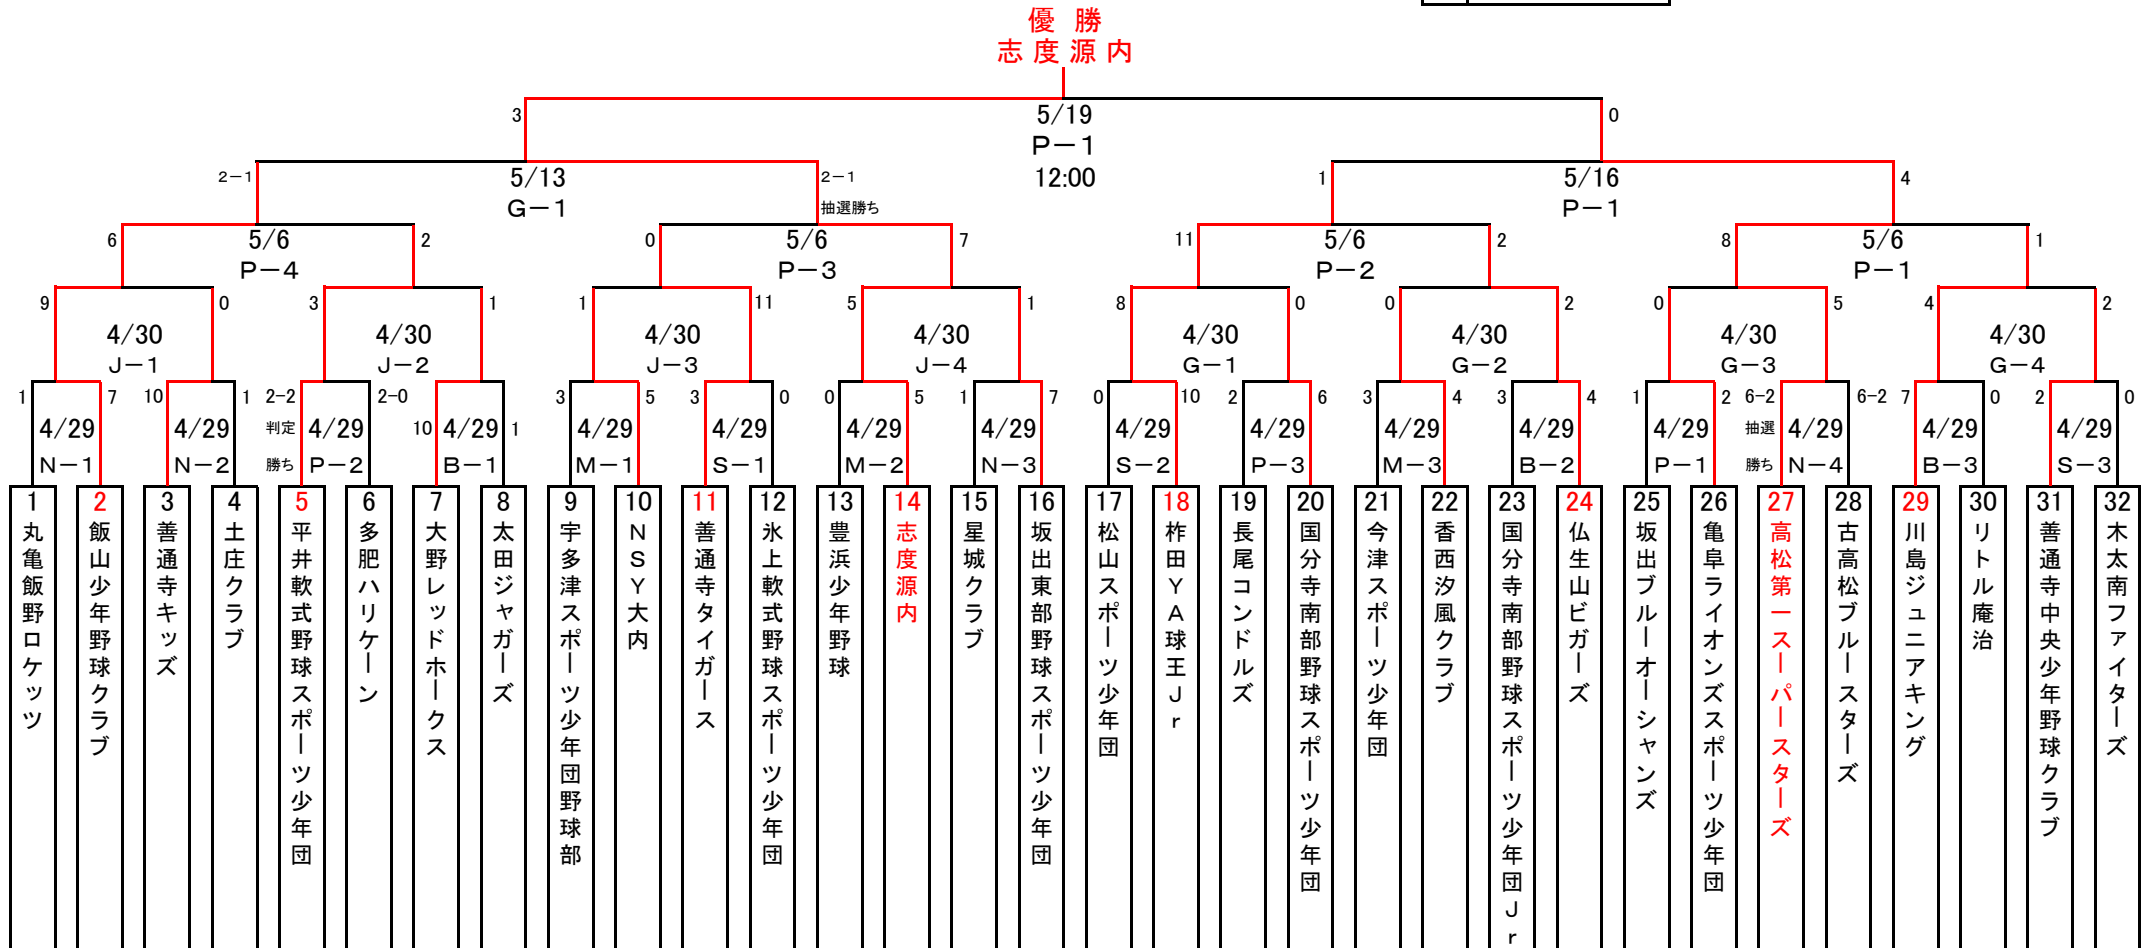 優 勝
志 度 源 内
3 5/19 0
P－1
12:00
2－1 5/13 2－1 1 5/16 4
G－1 抽選勝ち P－1
6 5/6 2 0 5/6 7 11 5/6 2 8 5/6 1
P－4 P－3 P－2 P－1
9 0 3 1 1 11 5 1 8 0 0 2 0 5 4 2
4/30 4/30 4/30 4/30 4/30 4/30 4/30 4/30
J－1 J－2 J－3 J－4 G－1 G－2 G－3 G－4
1 7 10 1 2-2 2-0 3 5 3 0 0 5 1 7 0 10 2 6 3 4 3 4 1 2 6-2 6-2 7 0 2 0
4/29 4/29 判定 4/29 10 4/29 1 4/29 4/29 4/29 4/29 4/29 4/29 4/29 4/29 4/29 抽選 4/29 4/29 4/29
N－1 N－2 勝ち P－2 B－1 M－1 S－1 M－2 N－3 S－2 P－3 M－3 B－2 P－1 勝ち N－4 B－3 S－3
1 丸亀飯野ロケッツ
2 飯山少年野球クラブ
3 善通寺キッズ
4 土庄クラブ
5 平井軟式野球スポーツ少年団
6 多肥ハリケーン
7 大野レッドホークス
8 太田ジャガーズ
9 宇多津スポーツ少年団野球部
10 NSY大内
11 善通寺タイガース
12 氷上軟式野球スポーツ少年団
13 豊浜少年野球
14 志度源内
15 星城クラブ
16 坂出東部野球スポーツ少年団
17 松山スポーツ少年団
18 柞田YA球王Jr
19 長尾コンドルズ
20 国分寺南部野球スポーツ少年団
21 今津スポーツ少年団
22 香西汐風クラブ
23 国分寺南部野球スポーツ少年団Jr
24 仏生山ビガーズ
25 坂出ブルーオーシャンズ
26 亀阜ライオンズスポーツ少年団
27 高松第一スーパースターズ
28 古高松ブルースターズ
29 川島ジュニアキング
30 リトル庵治
31 善通寺中央少年野球クラブ
32 木太南ファイターズ